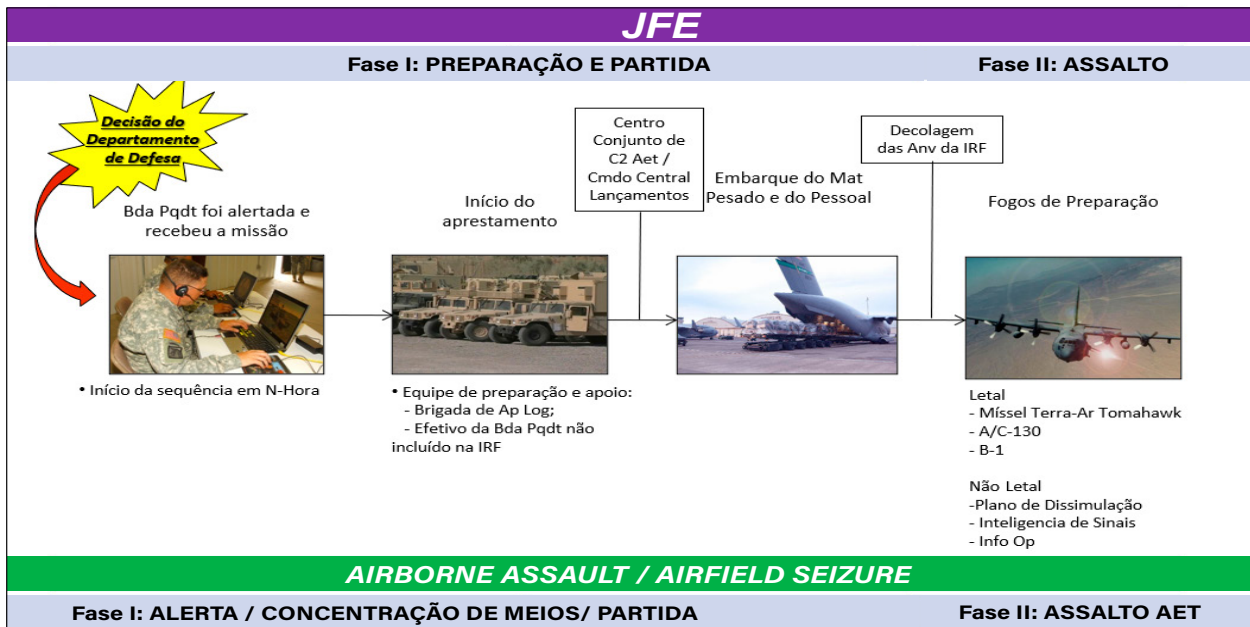 JFE
Fase I: PREPARAÇÃO E PARTIDA
Fase II: ASSALTO
Decisão do
Departamento
de Defesa
Bda Pqdt foi alertada e
recebeu a missão
• Início da sequência em N-Hora
Início do
aprestamento
• Equipe de preparação e apoio:
- Brigada de Ap Log;
- Efetivo da Bda Pqdt não
incluído na IRF
Centro
Conjunto de
C2 Aet /
Cmdo Central
Lançamentos
Embarque do Mat
Pesado e do Pessoal
Decolagem
das Anv da IRF
Fogos de Preparação
Letal
- Míssel Terra-Ar Tomahawk
- A/C-130
- B-1
Não Letal
-Plano de Dissimulação
- Inteligencia de Sinais
- Info Op
AIRBORNE ASSAULT / AIRFIELD SEIZURE
Fase I: ALERTA / CONCENTRAÇÃO DE MEIOS/ PARTIDA
Fase II: ASSALTO AET